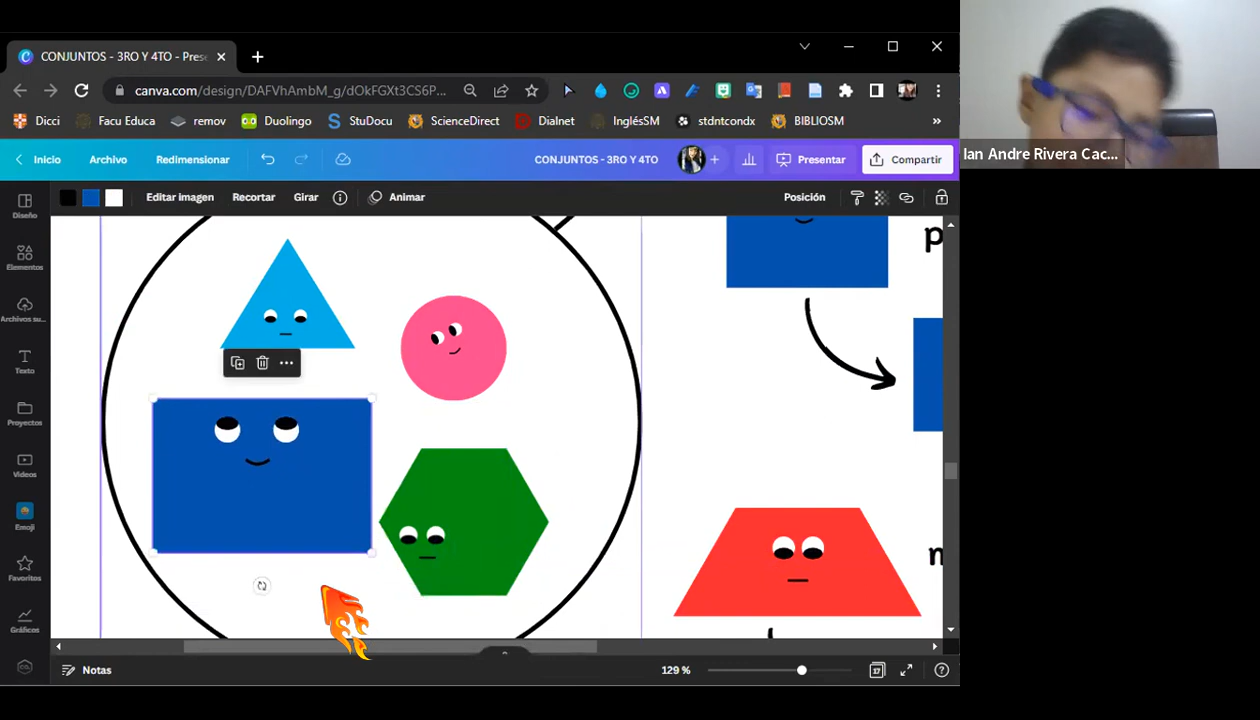 CONJUNTOS - 3RO Y 4TO - Prese
canva.com/design/DAFVhAmbM_g/dOkFGXt3CS6P...
Dicci Facu Educa remov Duolingo StuDocu ScienceDirect Dialnet InglésSM stdntcondx BIBLIOSM »
Inicio Archivo Redimensionar CONJUNTOS - 3RO Y 4TO Presentar Compartir
Editar imagen Recortar Girar Animar Posición
Diseño
Elementos
Archivos su...
Texto
Proyectos
Videos
Emoji
Favoritos
Gráficos
p
m
Notas 129 % 17
Ian Andre Rivera Cac...